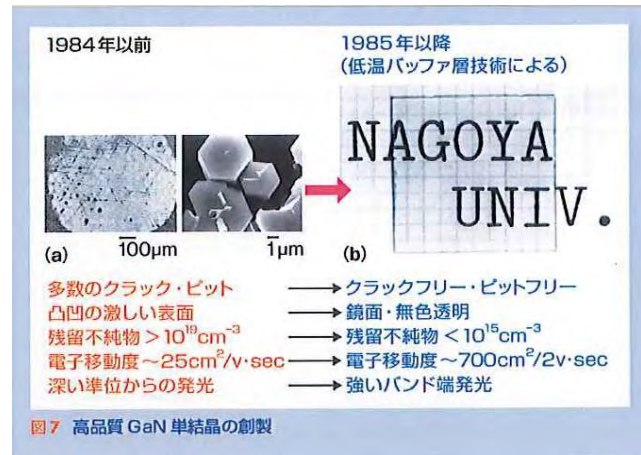 1984年以前
1985年以降
(低温バッファ層技術による)
NAGOYA
UNIV.
(a)
100μm
1μm
(b)
多数のクラック・ピット → クラックフリー・ピットフリー
凸凹の激しい表面 → 鏡面・無色透明
残留不純物>10¹⁹cm⁻³ → 残留不純物<10¹⁵cm⁻³
電子移動度~25cm²/v·sec → 電子移動度~700cm²/2v·sec
深い準位からの発光 → 強いバンド端発光
図7 高品質GaN単結晶の創製